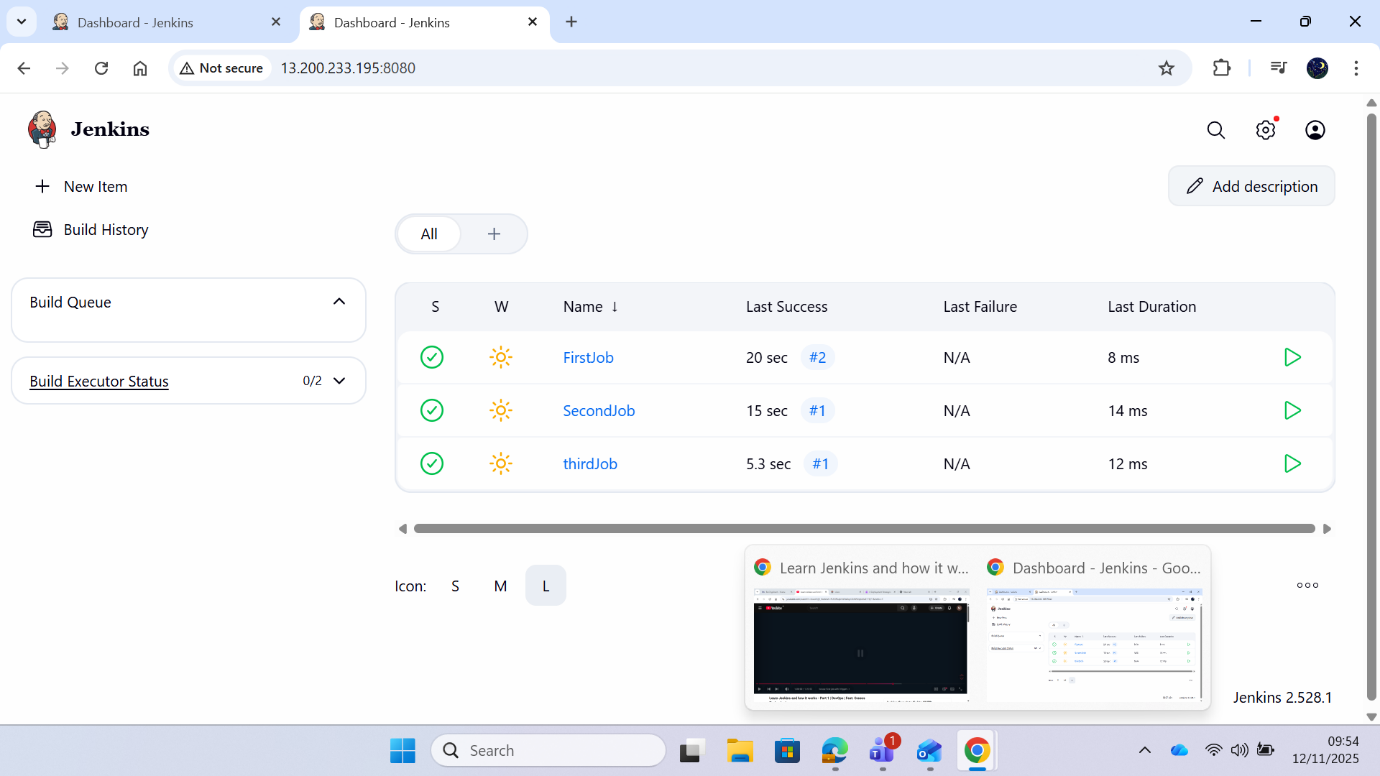 Dashboard - Jenkins
Dashboard - Jenkins
Not secure
13.200.233.195:8080
Jenkins
New Item
Add description
Build History
All
Build Queue
S W Name ↓ Last Success Last Failure Last Duration
FirstJob 20 sec #2 N/A 8 ms
Build Executor Status 0/2
SecondJob 15 sec #1 N/A 14 ms
thirdJob 5.3 sec #1 N/A 12 ms
Icon: S M L
Learn Jenkins and how it w...
Dashboard - Jenkins - Goo...
Jenkins 2.528.1
Search
1
09:54
12/11/2025